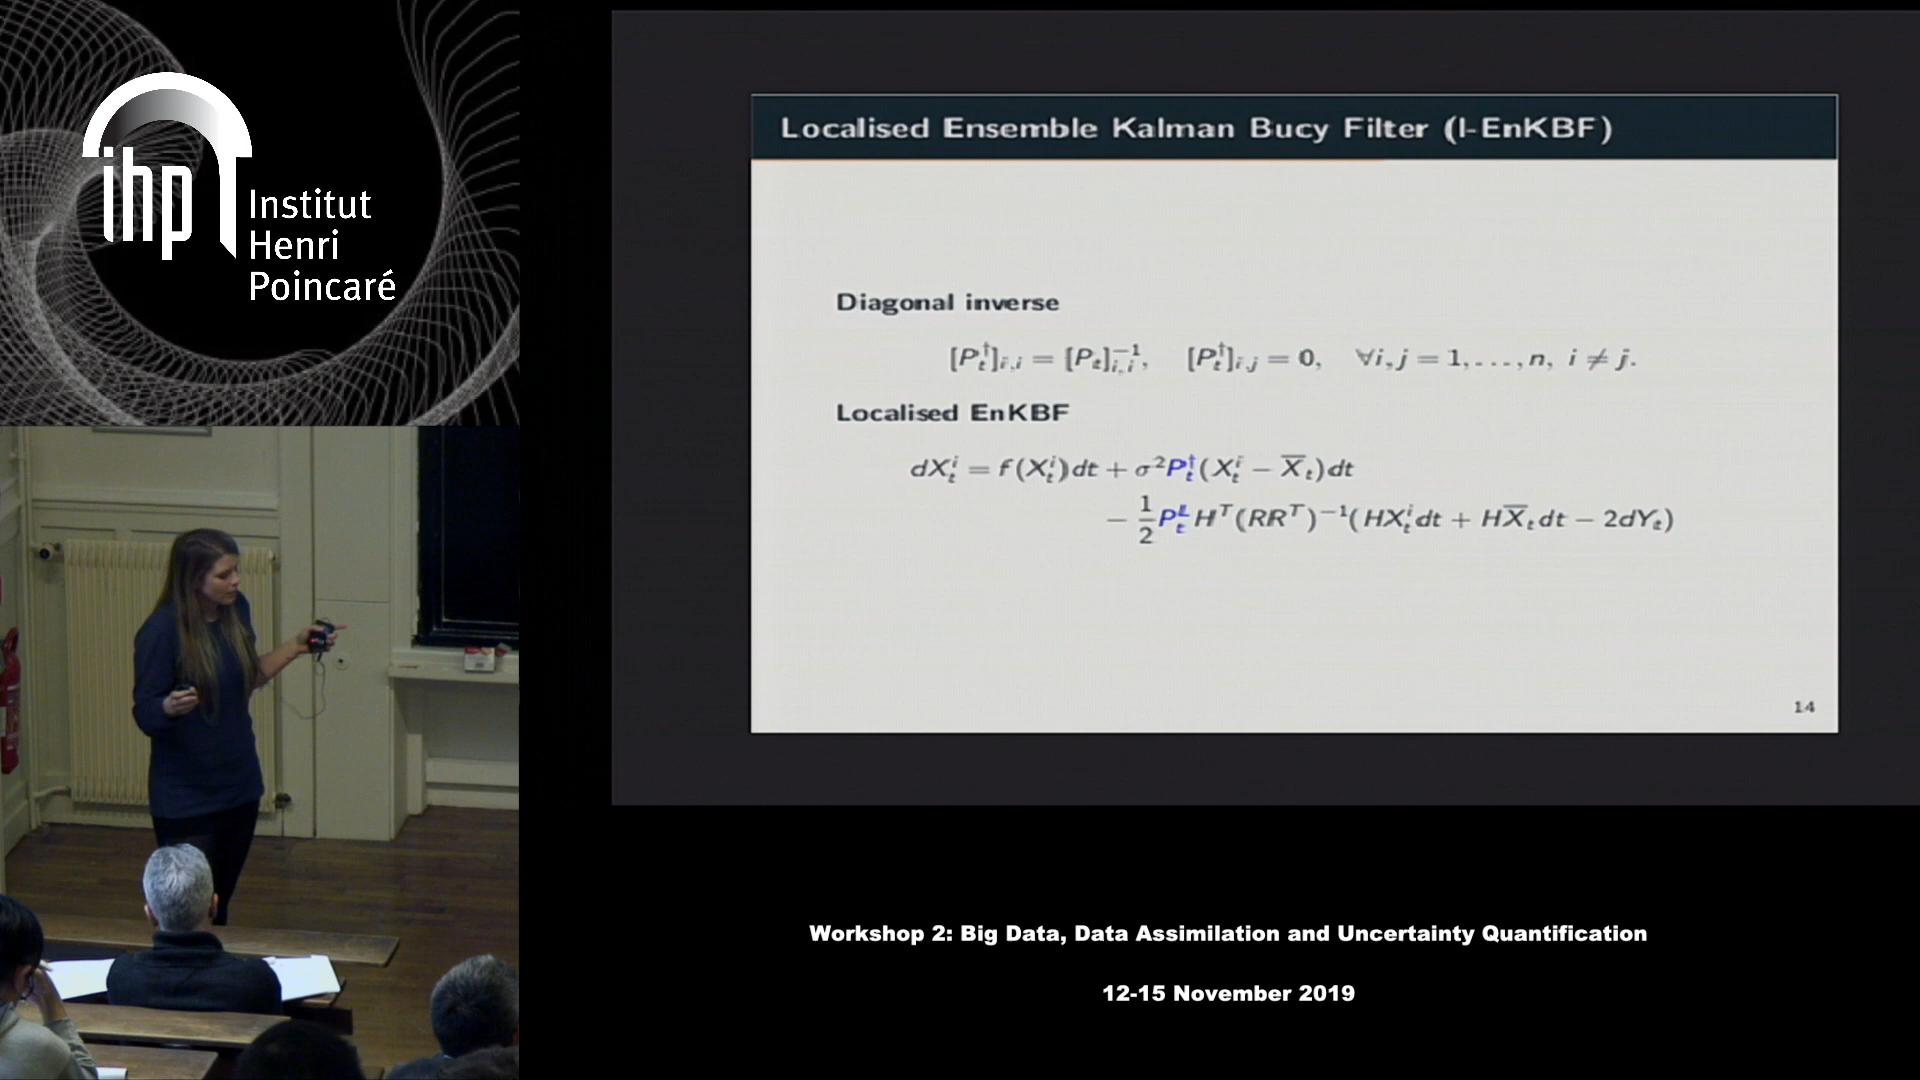 ihp Institut
Henri
Poincaré
Localised Ensemble Kalman Bucy Filter (l-EnKBF)
Diagonal inverse
[P_t^†]_{i,i} = [P_t]_{i,i}^{-1}, [P_t^†]_{i,j} = 0, ∀i, j = 1, . . . , n, i ≠ j.
Localised EnKBF
dX_t^i = f(X_t^i)dt + σ²P_t^†(X_t^i − X̅_t)dt
− 1/2 P_t^L H^T(RR^T)^{−1}(HX_t^i dt + HX̅_t dt − 2dY_t)
14
Workshop 2: Big Data, Data Assimilation and Uncertainty Quantification
12-15 November 2019